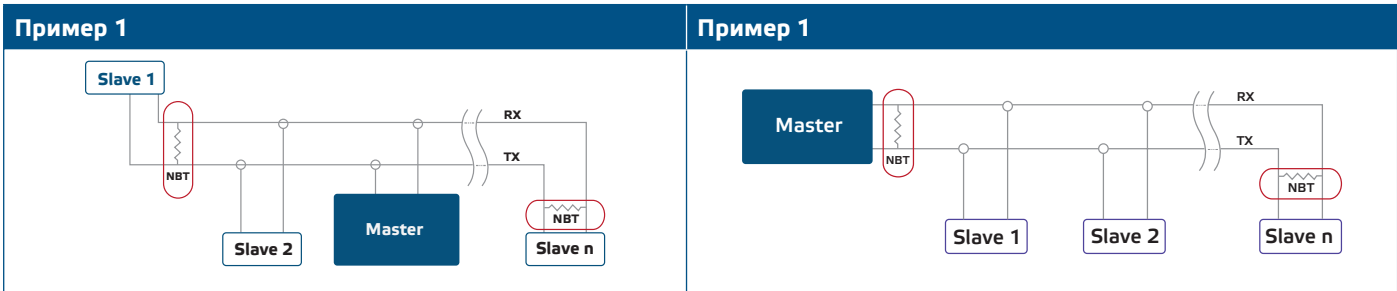 Пример 1
Slave 1
RX
TX
NBT
NBT
Slave 2
Master
Slave n
Пример 1
Master
RX
TX
NBT
NBT
Slave 1
Slave 2
Slave n